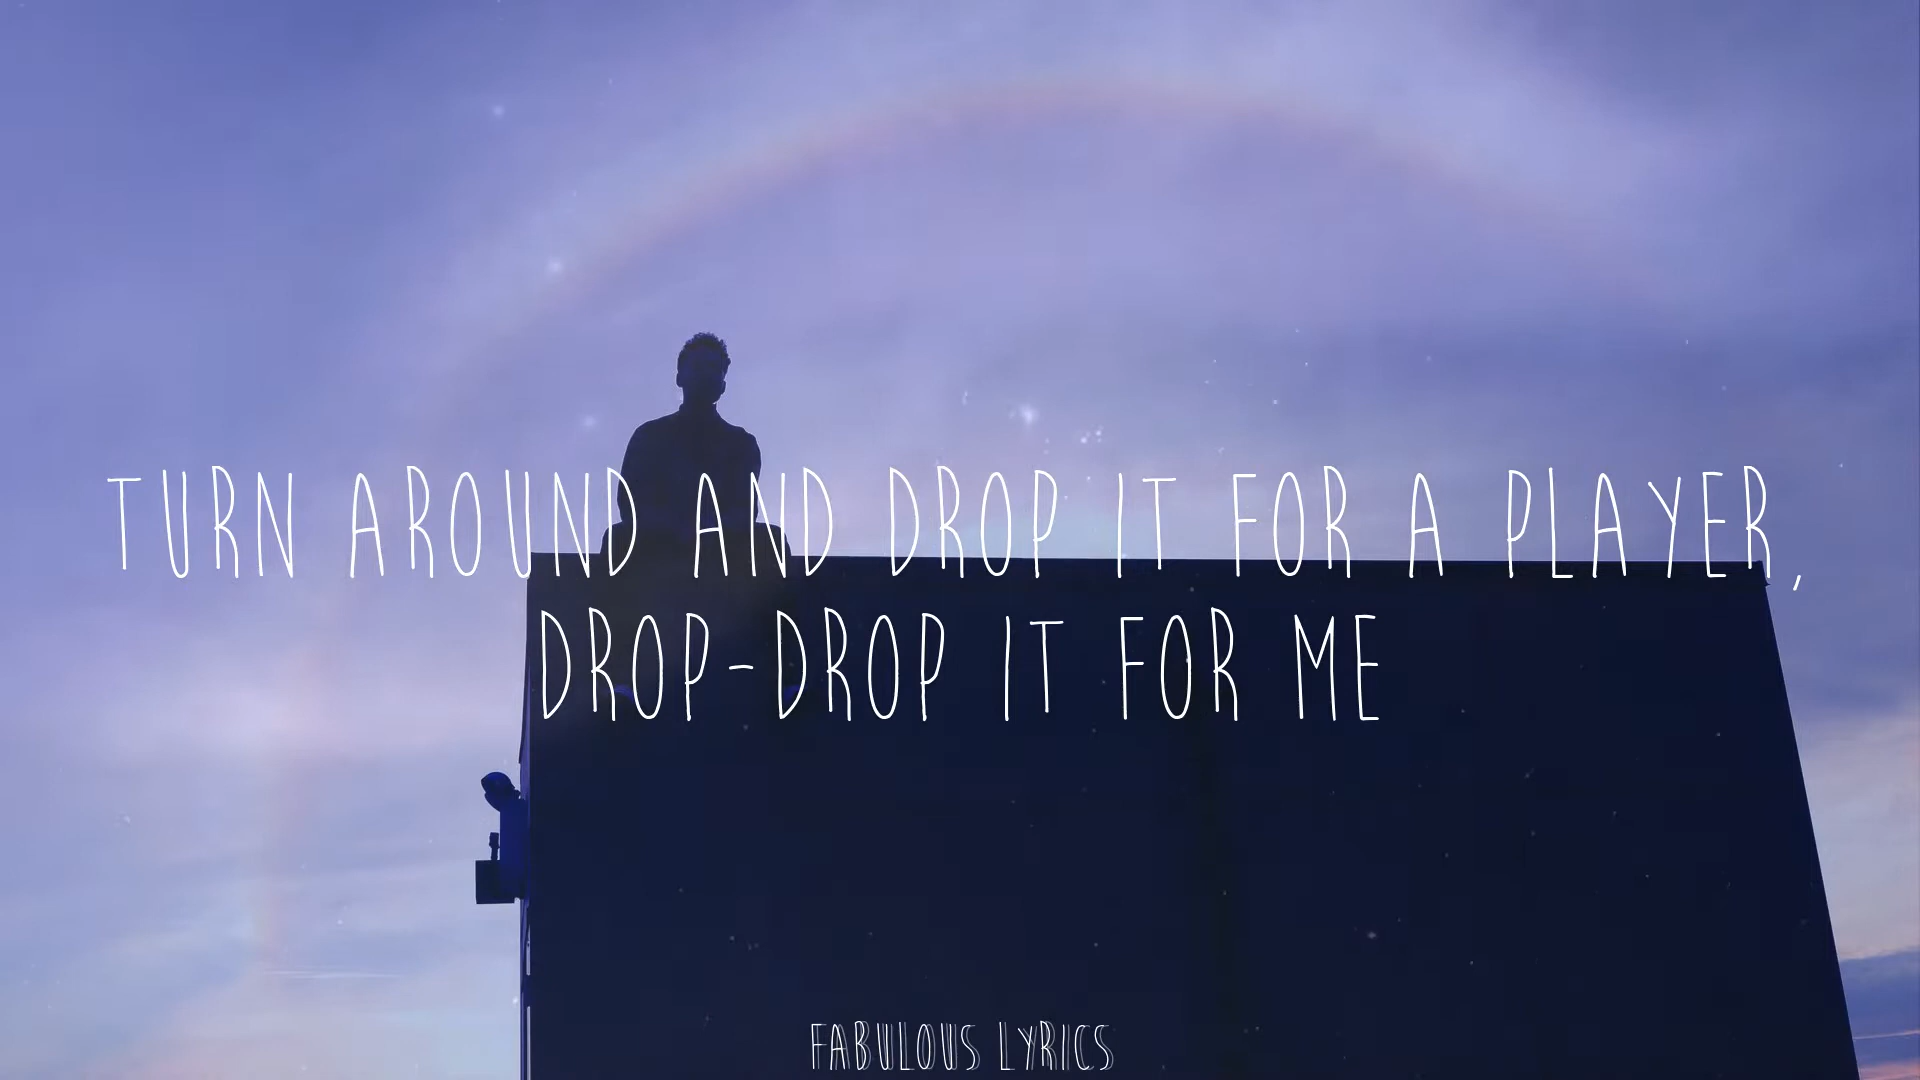 TURN AROUND AND DROP IT FOR A PLAYER,
DROP-DROP IT FOR ME
FABULOUS LYRICS